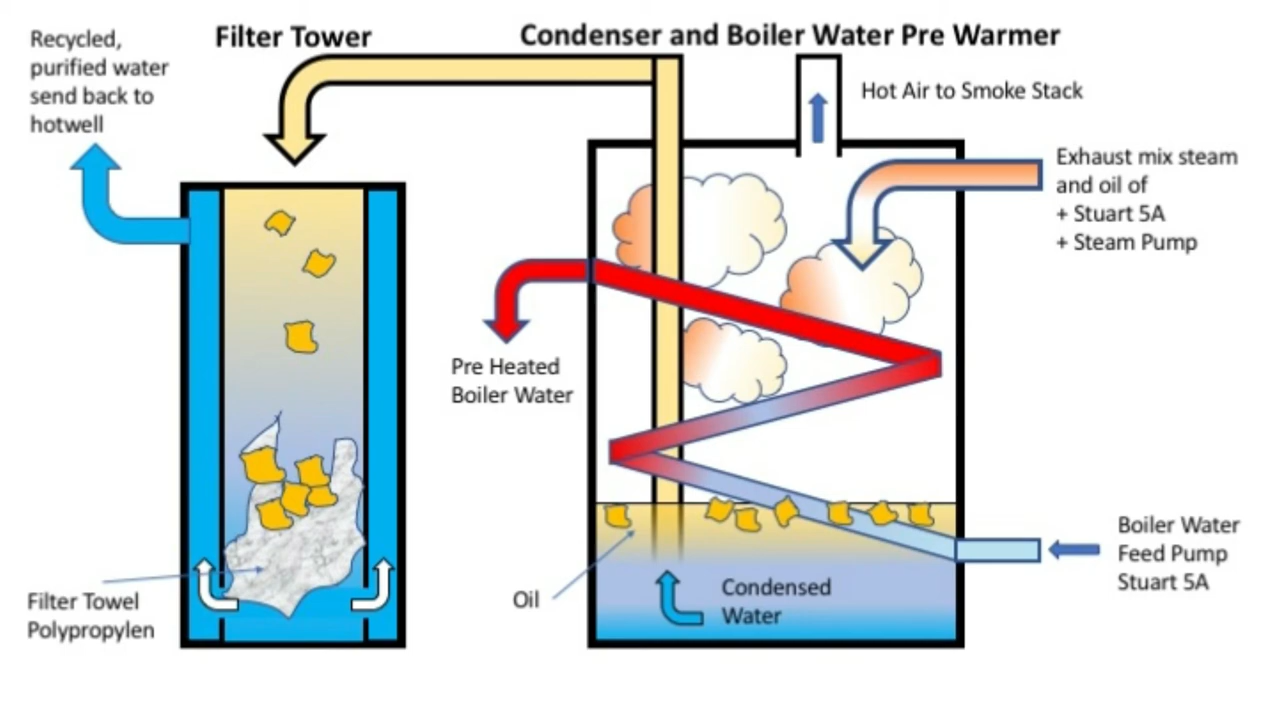 Filter Tower
Condenser and Boiler Water Pre Warmer
Recycled,
purified water
send back to
hotwell
Hot Air to Smoke Stack
Exhaust mix steam
and oil of
+ Stuart 5A
+ Steam Pump
Pre Heated
Boiler Water
Boiler Water
Feed Pump
Stuart 5A
Filter Towel
Polypropylen
Oil
Condensed
Water